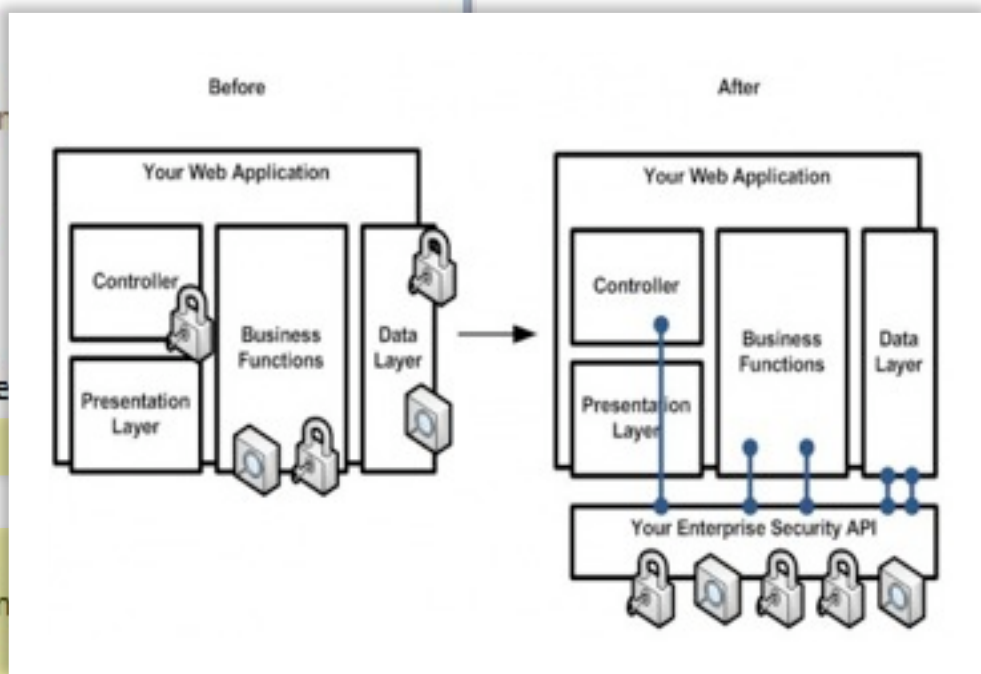 Before
After
Your Web Application
Controller
Business
Functions
Data
Layer
Presentation
Layer
Your Web Application
Controller
Business
Functions
Data
Layer
Presentation
Layer
Your Enterprise Security API